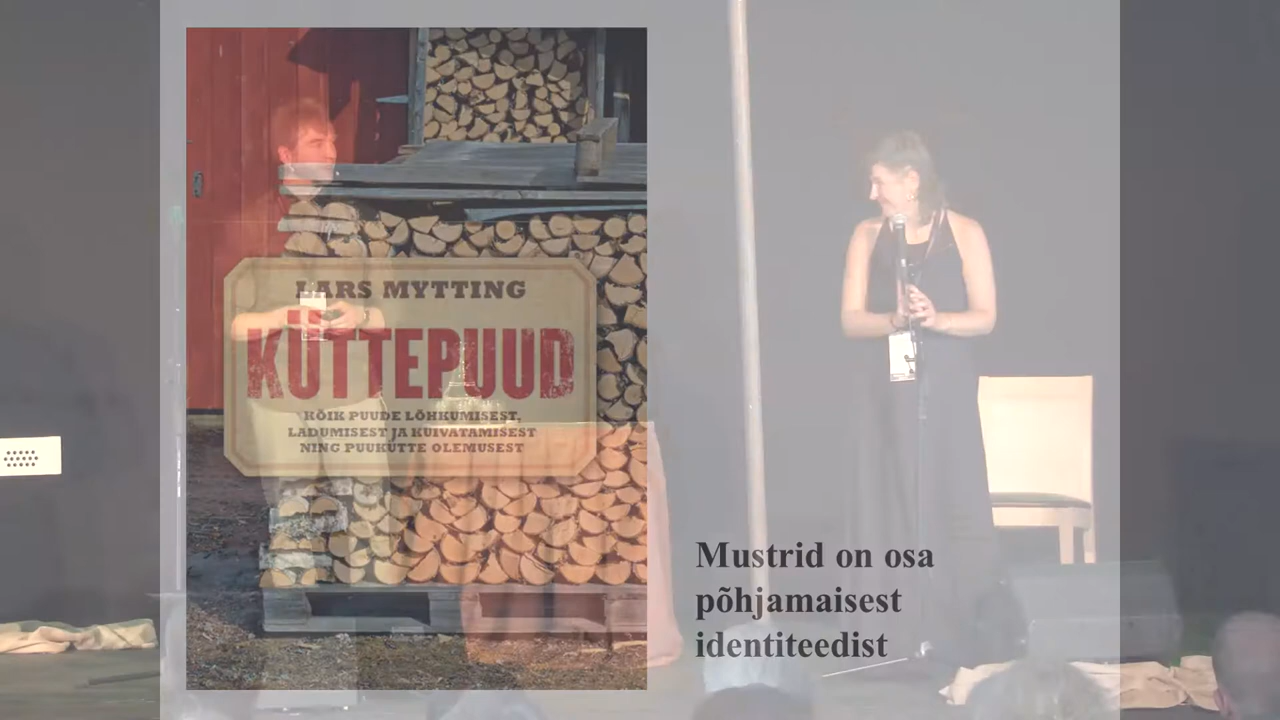 LARS MYTTING
KÜTTEPUUD
KÕIK PUUDE LÕHKUMISEST,
LADUMISEST JA KUIVATAMISEST
NING PUUKÜTTE OLEMUSEST
Mustrid on osa
põhjamaisest
identiteedist